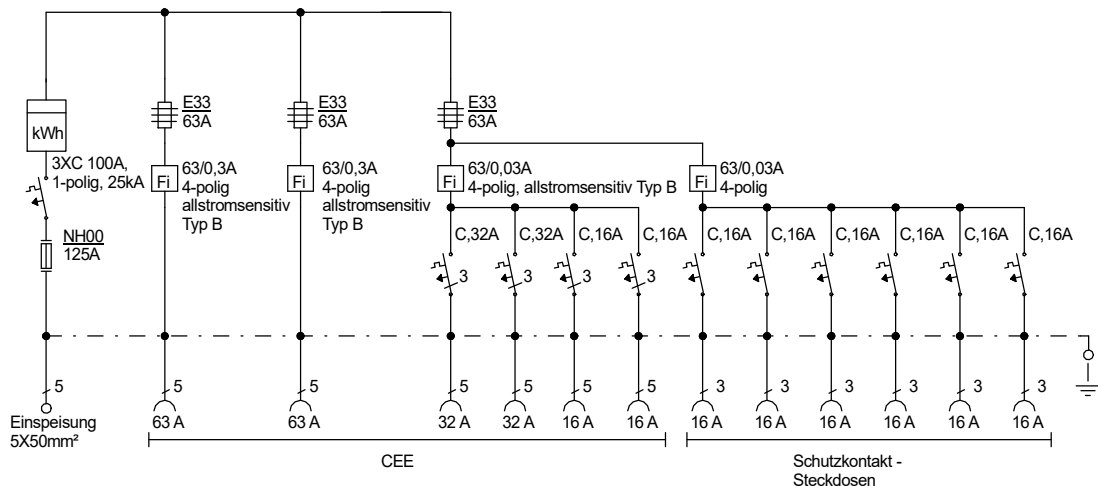 kWh
3XC 100A,
1-polig, 25kA
NH00
125A
Einspeisung
5X50mm²
5
E33
63A
Fi
63/0,3A
4-polig
allstromsensitiv
Typ B
5
63 A
E33
63A
Fi
63/0,3A
4-polig
allstromsensitiv
Typ B
5
63 A
E33
63A
Fi
63/0,03A
4-polig, allstromsensitiv Typ B
C,32A
C,32A
C,16A
C,16A
3
3
3
3
5
5
5
5
32 A
32 A
16 A
16 A
CEE
Fi
63/0,03A
4-polig
C,16A
C,16A
C,16A
C,16A
C,16A
C,16A
3
3
3
3
3
3
16 A
16 A
16 A
16 A
16 A
16 A
Schutzkontakt -
Steckdosen